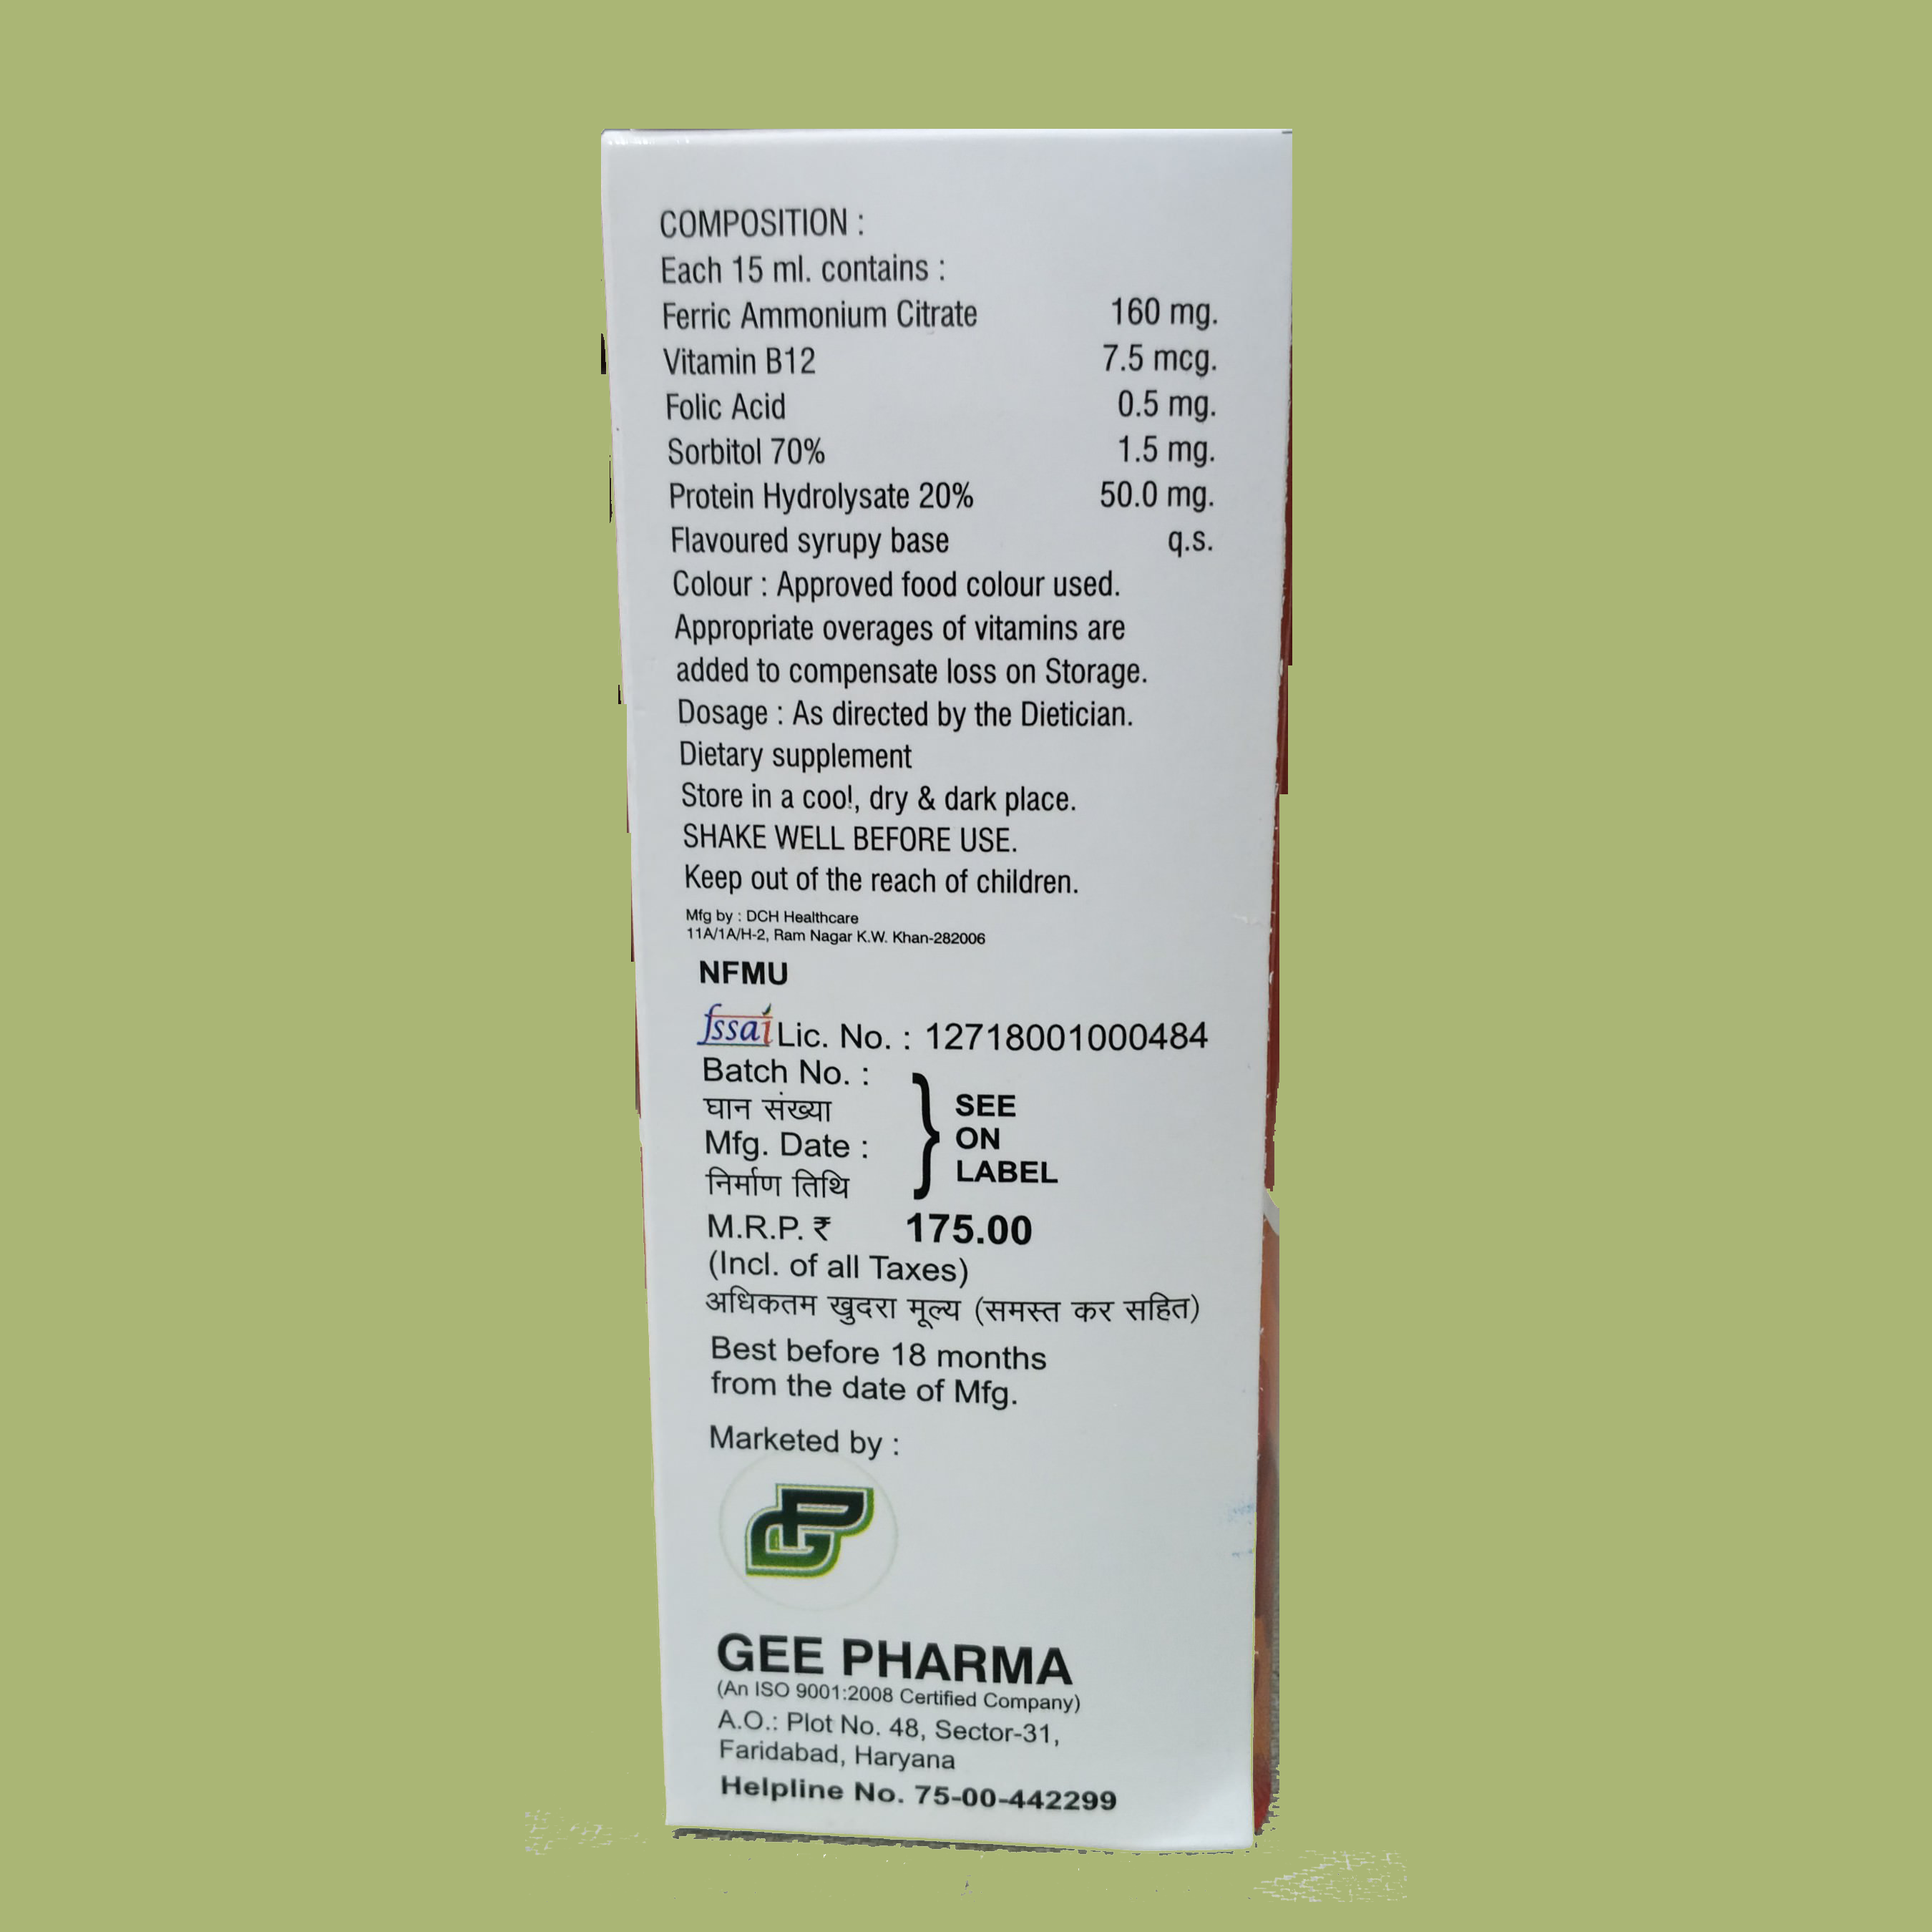 COMPOSITION :
Each 15 ml. contains :
Ferric Ammonium Citrate 160 mg.
Vitamin B12 7.5 mcg.
Folic Acid 0.5 mg.
Sorbitol 70% 1.5 mg.
Protein Hydrolysate 20% 50.0 mg.
Flavoured syrupy base q.s.
Colour : Approved food colour used.
Appropriate overages of vitamins are
added to compensate loss on Storage.
Dosage : As directed by the Dietician.
Dietary supplement
Store in a cool, dry & dark place.
SHAKE WELL BEFORE USE.
Keep out of the reach of children.
Mfg by : DCH Healthcare
11A/1A/H-2, Ram Nagar K.W. Khan-282006
NFMU
fssai Lic. No. : 12718001000484
Batch No. :
घान संख्या
Mfg. Date :
निर्माण तिथि
SEE
ON
LABEL
M.R.P. ₹ 175.00
(Incl. of all Taxes)
अधिकतम खुदरा मूल्य (समस्त कर सहित)
Best before 18 months
from the date of Mfg.
Marketed by :
GEE PHARMA
(An ISO 9001:2008 Certified Company)
A.O.: Plot No. 48, Sector-31,
Faridabad, Haryana
Helpline No. 75-00-442299